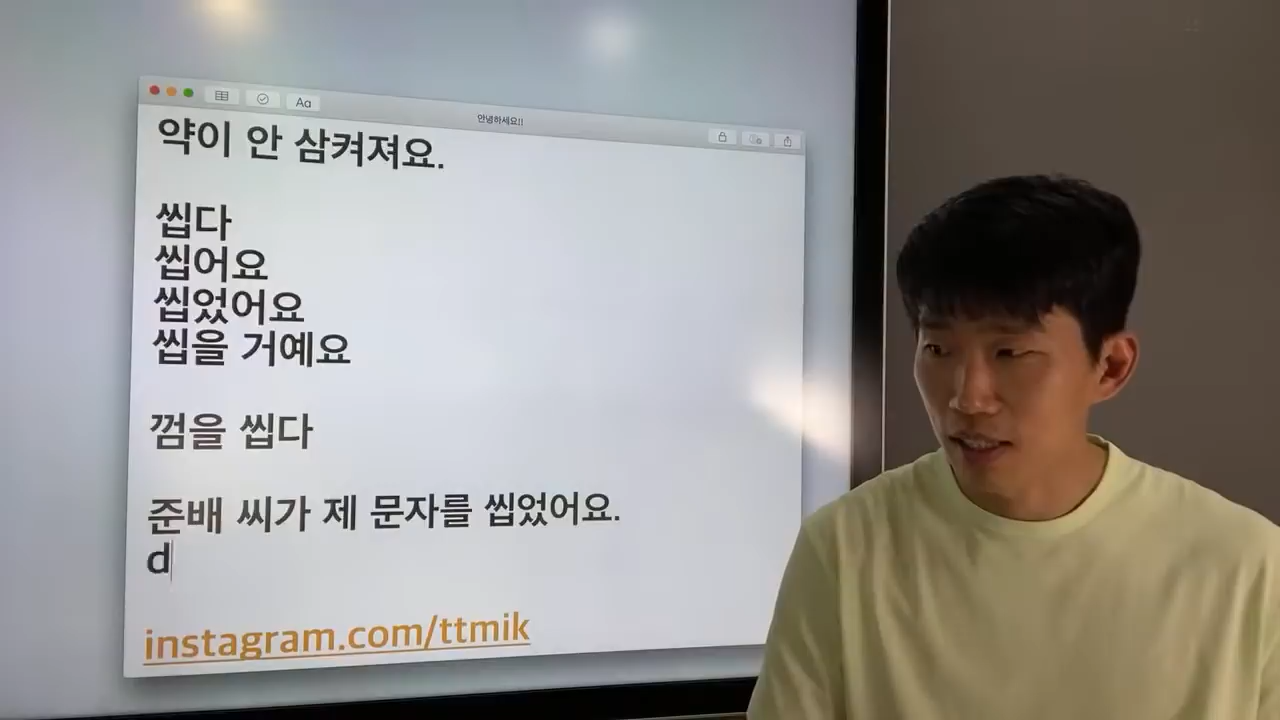 Aa
안녕하세요!!
약이 안 삼켜져요.
씹다
씹어요
씹었어요
씹을 거예요
껌을 씹다
준배 씨가 제 문자를 씹었어요.
d
instagram.com/ttmik